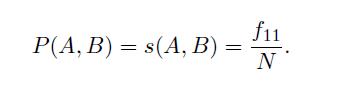 P(A, B) = s(A, B) = f₁₁/N.